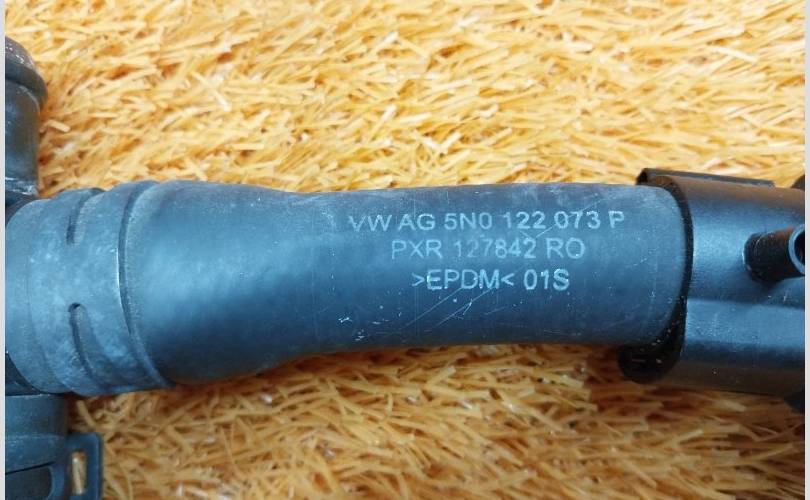 VW AG 5N0 122 073 P
PXR 127842 RO
>EPDM< 01S